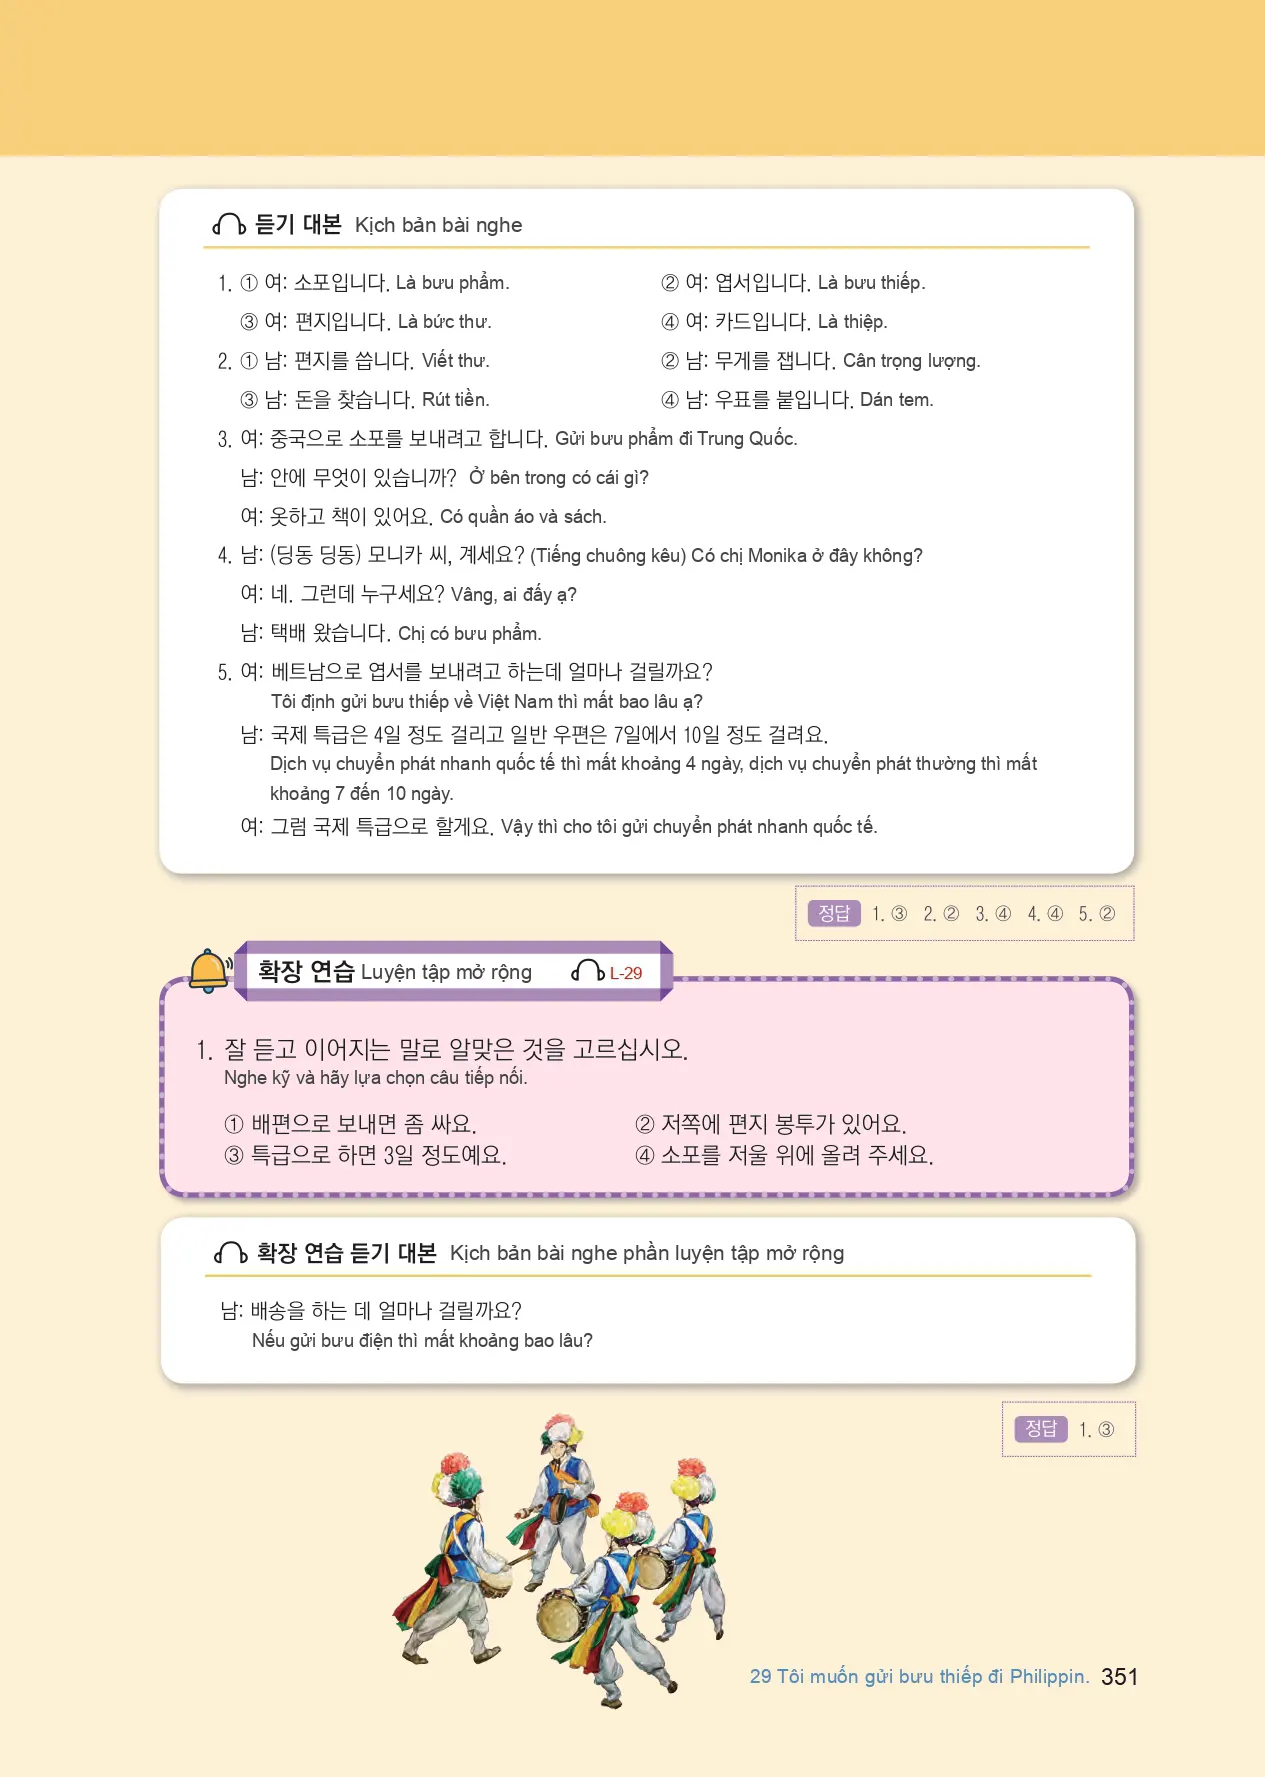 듣기 대본 Kịch bản bài nghe
1. ① 여: 소포입니다. Là bưu phẩm. ② 여: 엽서입니다. Là bưu thiếp.
③ 여: 편지입니다. Là bức thư. ④ 여: 카드입니다. Là thiệp.
2. ① 남: 편지를 씁니다. Viết thư. ② 남: 무게를 잽니다. Cân trọng lượng.
③ 남: 돈을 찾습니다. Rút tiền. ④ 남: 우표를 붙입니다. Dán tem.
3. 여: 중국으로 소포를 보내려고 합니다. Gửi bưu phẩm đi Trung Quốc.
남: 안에 무엇이 있습니까? Ở bên trong có cái gì?
여: 옷하고 책이 있어요. Có quần áo và sách.
4. 남: (딩동 딩동) 모니카 씨, 계세요? (Tiếng chuông kêu) Có chị Monika ở đây không?
여: 네. 그런데 누구세요? Vâng, ai đấy ạ?
남: 택배 왔습니다. Chị có bưu phẩm.
5. 여: 베트남으로 엽서를 보내려고 하는데 얼마나 걸릴까요?
Tôi định gửi bưu thiếp về Việt Nam thì mất bao lâu ạ?
남: 국제 특급은 4일 정도 걸리고 일반 우편은 7일에서 10일 정도 걸려요.
Dịch vụ chuyển phát nhanh quốc tế thì mất khoảng 4 ngày, dịch vụ chuyển phát thường thì mất
khoảng 7 đến 10 ngày.
여: 그럼 국제 특급으로 할게요. Vậy thì cho tôi gửi chuyển phát nhanh quốc tế.
정답 1. ③ 2. ② 3. ④ 4. ④ 5. ②
확장 연습 Luyện tập mở rộng L-29
1. 잘 듣고 이어지는 말로 알맞은 것을 고르십시오.
Nghe kỹ và hãy lựa chọn câu tiếp nối.
① 배편으로 보내면 좀 싸요. ② 저쪽에 편지 봉투가 있어요.
③ 특급으로 하면 3일 정도예요. ④ 소포를 저울 위에 올려 주세요.
확장 연습 듣기 대본 Kịch bản bài nghe phần luyện tập mở rộng
남: 배송을 하는 데 얼마나 걸릴까요?
Nếu gửi bưu điện thì mất khoảng bao lâu?
정답 1. ③
29 Tôi muốn gửi bưu thiếp đi Philippin. 351